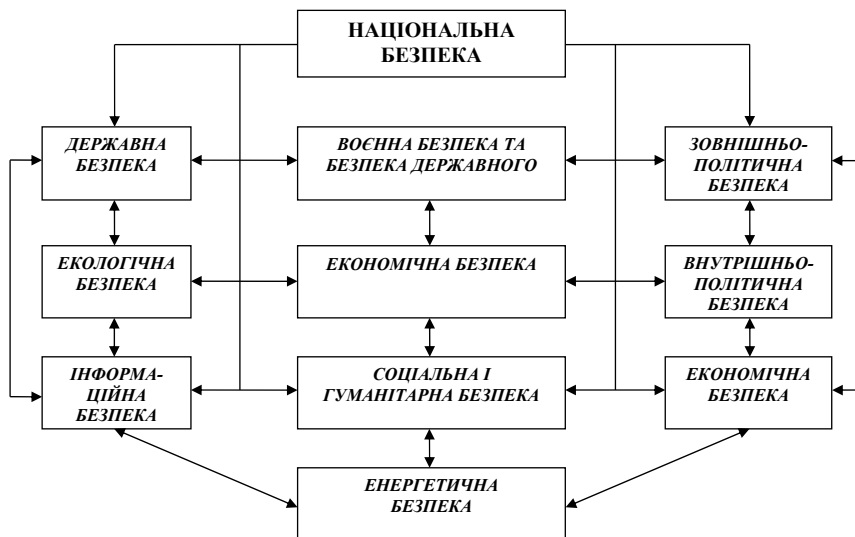 НАЦІОНАЛЬНА
БЕЗПЕКА
ДЕРЖАВНА
БЕЗПЕКА
ВОЄННА БЕЗПЕКА ТА
БЕЗПЕКА ДЕРЖАВНОГО
ЗОВНІШНЬО-
ПОЛІТИЧНА
БЕЗПЕКА
ЕКОЛОГІЧНА
БЕЗПЕКА
ЕКОНОМІЧНА БЕЗПЕКА
ВНУТРІШНЬО-
ПОЛІТИЧНА
БЕЗПЕКА
ІНФОРМА-
ЦІЙНА
БЕЗПЕКА
СОЦІАЛЬНА І
ГУМАНІТАРНА БЕЗПЕКА
ЕКОНОМІЧНА
БЕЗПЕКА
ЕНЕРГЕТИЧНА
БЕЗПЕКА